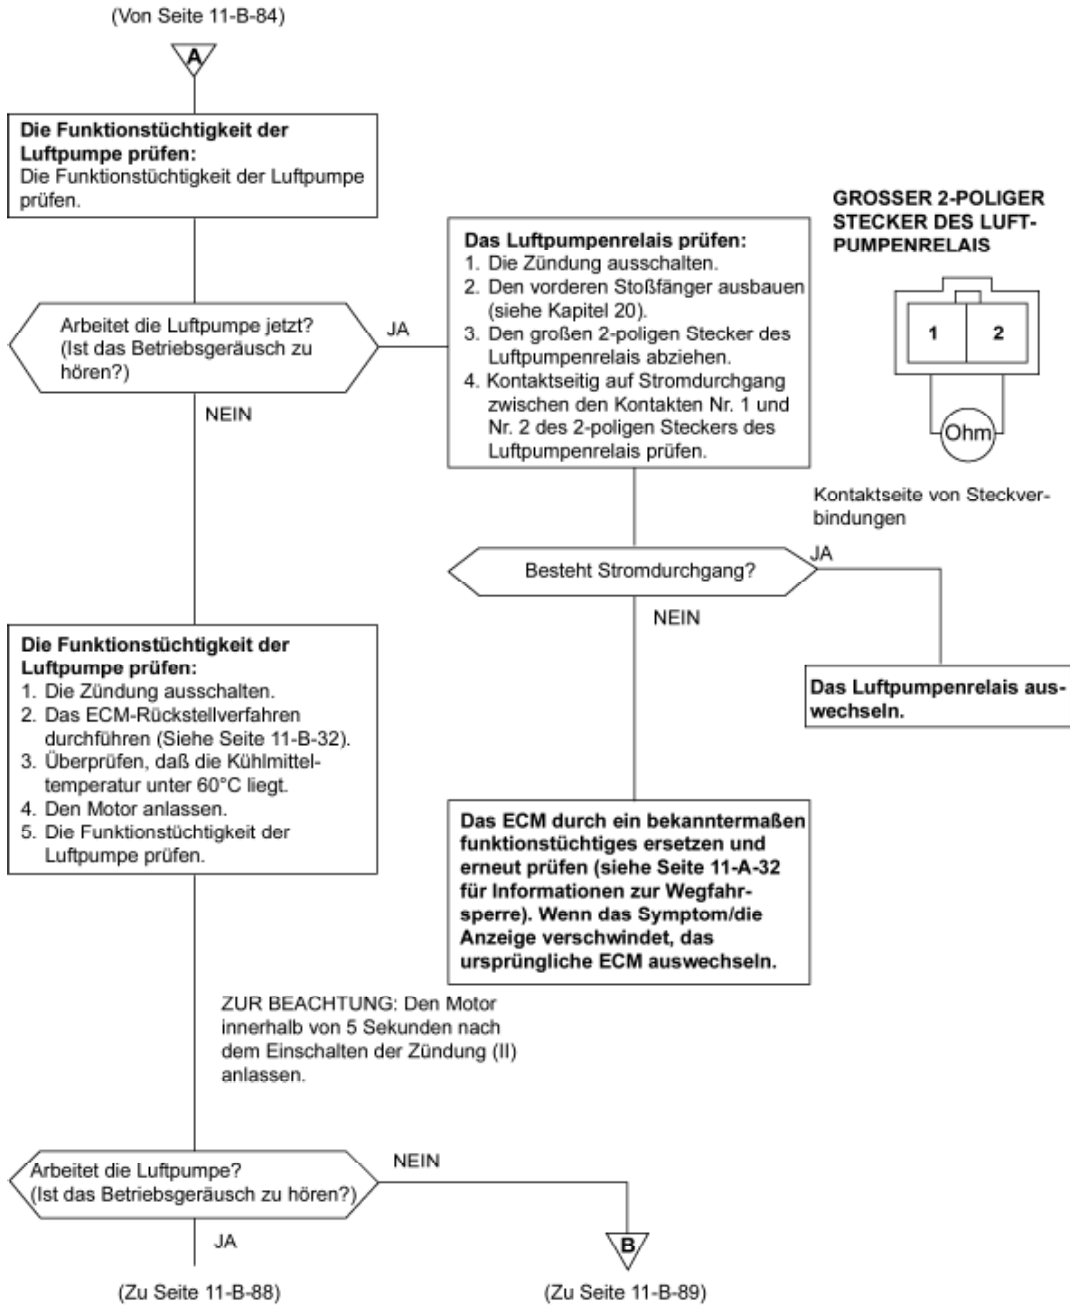 (Von Seite 11-B-84)
A
Die Funktionstüchtigkeit der
Luftpumpe prüfen:
Die Funktionstüchtigkeit der Luftpumpe
prüfen.
Arbeitet die Luftpumpe jetzt?
(Ist das Betriebsgeräusch zu
hören?)
JA
NEIN
Das Luftpumpenrelais prüfen:
1. Die Zündung ausschalten.
2. Den vorderen Stoßfänger ausbauen
(siehe Kapitel 20).
3. Den großen 2-poligen Stecker des
Luftpumpenrelais abziehen.
4. Kontaktseitig auf Stromdurchgang
zwischen den Kontakten Nr. 1 und
Nr. 2 des 2-poligen Steckers des
Luftpumpenrelais prüfen.
GROSSER 2-POLIGER
STECKER DES LUFT-
PUMPENRELAIS
1 2
Ohm
Kontaktseite von Steckver-
bindungen
Besteht Stromdurchgang?
JA
NEIN
Das Luftpumpenrelais aus-
wechseln.
Die Funktionstüchtigkeit der
Luftpumpe prüfen:
1. Die Zündung ausschalten.
2. Das ECM-Rückstellverfahren
durchführen (Siehe Seite 11-B-32).
3. Überprüfen, daß die Kühlmittel-
temperatur unter 60°C liegt.
4. Den Motor anlassen.
5. Die Funktionstüchtigkeit der
Luftpumpe prüfen.
Das ECM durch ein bekanntermaßen
funktionstüchtiges ersetzen und
erneut prüfen (siehe Seite 11-A-32
für Informationen zur Wegfahr-
sperre). Wenn das Symptom/die
Anzeige verschwindet, das
ursprüngliche ECM auswechseln.
ZUR BEACHTUNG: Den Motor
innerhalb von 5 Sekunden nach
dem Einschalten der Zündung (II)
anlassen.
Arbeitet die Luftpumpe?
(Ist das Betriebsgeräusch zu hören?)
NEIN
JA
B
(Zu Seite 11-B-88)
(Zu Seite 11-B-89)